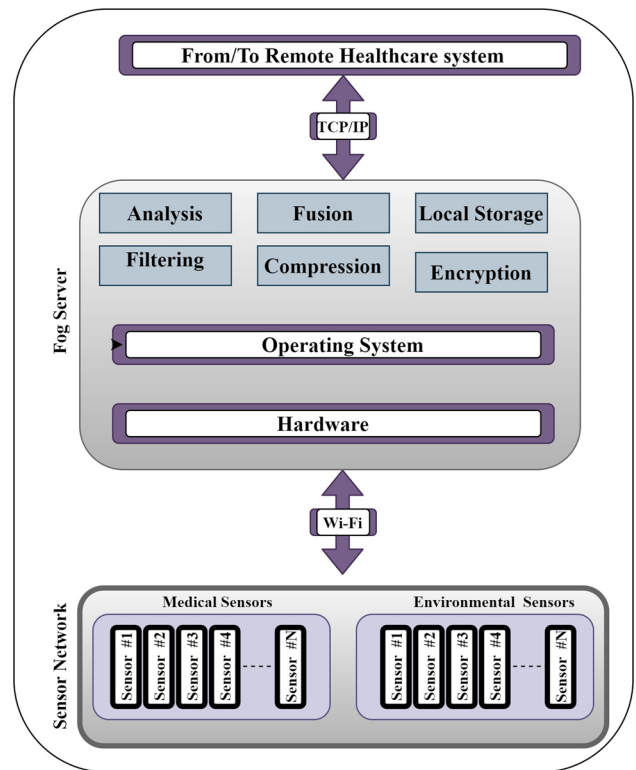 From/To Remote Healthcare system
TCP/IP
Analysis
Fusion
Local Storage
Filtering
Compression
Encryption
Fog Server
Operating System
Hardware
Wi-Fi
Sensor Network
Medical Sensors
Environmental Sensors
Sensor #1
Sensor #2
Sensor #3
Sensor #4
Sensor #N
Sensor #1
Sensor #2
Sensor #3
Sensor #4
Sensor #N